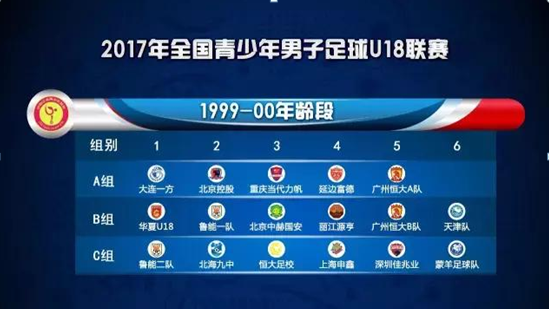 2017年全国青少年男子足球U18联赛
1999-00年龄段
组别 1 2 3 4 5 6
A组 大连一方 北京控股 重庆当代力帆 延边富德 广州恒大A队
B组 华夏U18 鲁能一队 北京中赫国安 丽江源亨 广州恒大B队 天津队
C组 鲁能二队 北海九中 恒大足校 上海申鑫 深圳佳兆业 蒙羊足球队